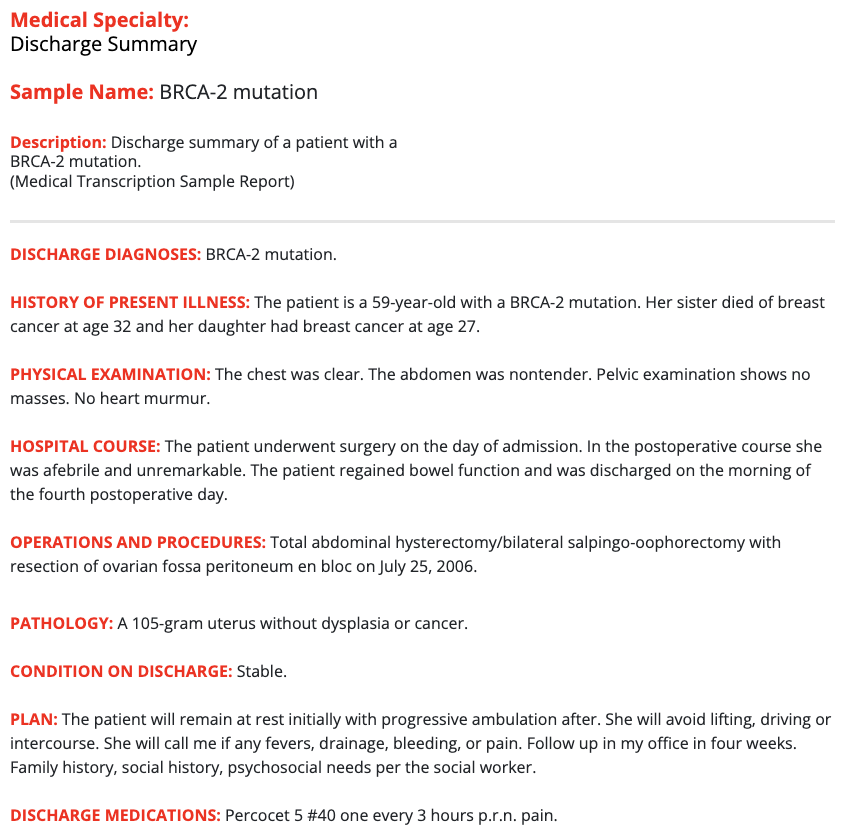 Medical Specialty:
Discharge Summary
Sample Name: BRCA-2 mutation
Description: Discharge summary of a patient with a
BRCA-2 mutation.
(Medical Transcription Sample Report)
DISCHARGE DIAGNOSES: BRCA-2 mutation.
HISTORY OF PRESENT ILLNESS: The patient is a 59-year-old with a BRCA-2 mutation. Her sister died of breast
cancer at age 32 and her daughter had breast cancer at age 27.
PHYSICAL EXAMINATION: The chest was clear. The abdomen was nontender. Pelvic examination shows no
masses. No heart murmur.
HOSPITAL COURSE: The patient underwent surgery on the day of admission. In the postoperative course she
was afebrile and unremarkable. The patient regained bowel function and was discharged on the morning of
the fourth postoperative day.
OPERATIONS AND PROCEDURES: Total abdominal hysterectomy/bilateral salpingo-oophorectomy with
resection of ovarian fossa peritoneum en bloc on July 25, 2006.
PATHOLOGY: A 105-gram uterus without dysplasia or cancer.
CONDITION ON DISCHARGE: Stable.
PLAN: The patient will remain at rest initially with progressive ambulation after. She will avoid lifting, driving or
intercourse. She will call me if any fevers, drainage, bleeding, or pain. Follow up in my office in four weeks.
Family history, social history, psychosocial needs per the social worker.
DISCHARGE MEDICATIONS: Percocet 5 #40 one every 3 hours p.r.n. pain.